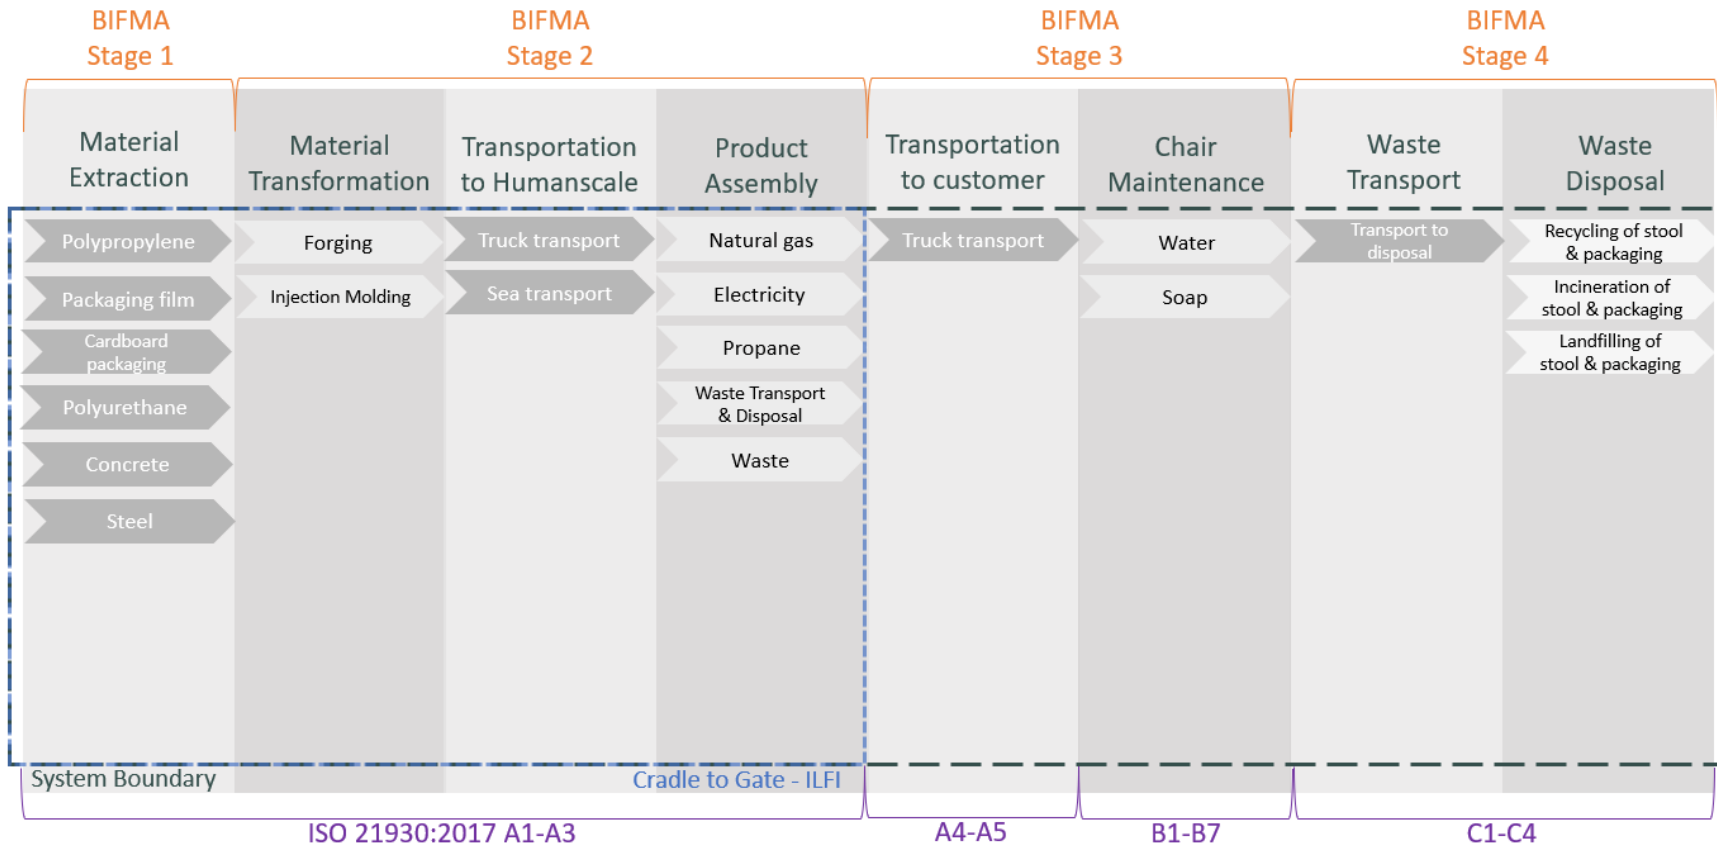 BIFMA
Stage 1
BIFMA
Stage 2
BIFMA
Stage 3
BIFMA
Stage 4
Material
Extraction
Material
Transformation
Transportation
to Humanscale
Product
Assembly
Transportation
to customer
Chair
Maintenance
Waste
Transport
Waste
Disposal
Polypropylene
Packaging film
Cardboard
packaging
Polyurethane
Concrete
Steel
Forging
Injection Molding
Truck transport
Sea transport
Natural gas
Electricity
Propane
Waste Transport
& Disposal
Waste
Truck transport
Water
Soap
Transport to
disposal
Recycling of stool
& packaging
Incineration of
stool & packaging
Landfilling of
stool & packaging
System Boundary
Cradle to Gate - ILFI
ISO 21930:2017 A1-A3
A4-A5
B1-B7
C1-C4